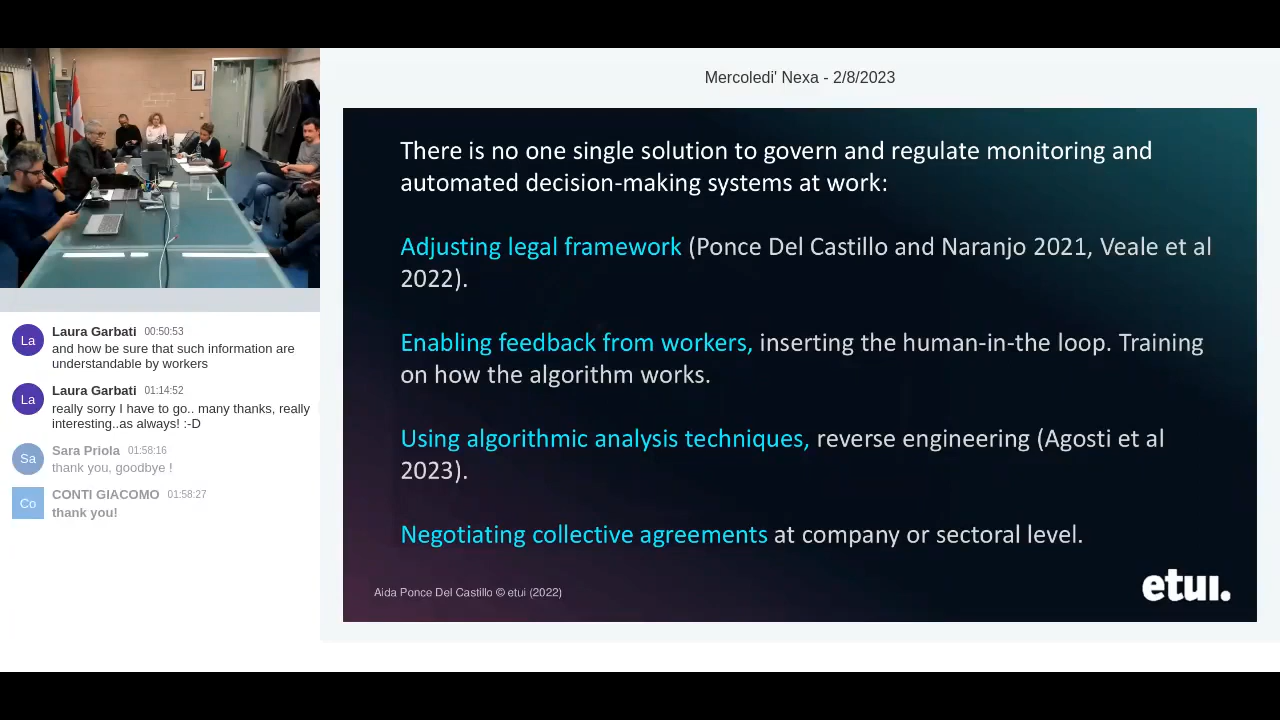 Mercoledi' Nexa - 2/8/2023
There is no one single solution to govern and regulate monitoring and
automated decision-making systems at work:
Adjusting legal framework (Ponce Del Castillo and Naranjo 2021, Veale et al
2022).
Enabling feedback from workers, inserting the human-in-the loop. Training
on how the algorithm works.
Using algorithmic analysis techniques, reverse engineering (Agosti et al
2023).
Negotiating collective agreements at company or sectoral level.
Aida Ponce Del Castillo © etui (2022)
etui.
La
Laura Garbati 00:50:53
and how be sure that such information are
understandable by workers
La
Laura Garbati 01:14:52
really sorry I have to go.. many thanks, really
interesting..as always! :-D
Sa
Sara Priola 01:58:16
thank you, goodbye !
Co
CONTI GIACOMO 01:58:27
thank you!